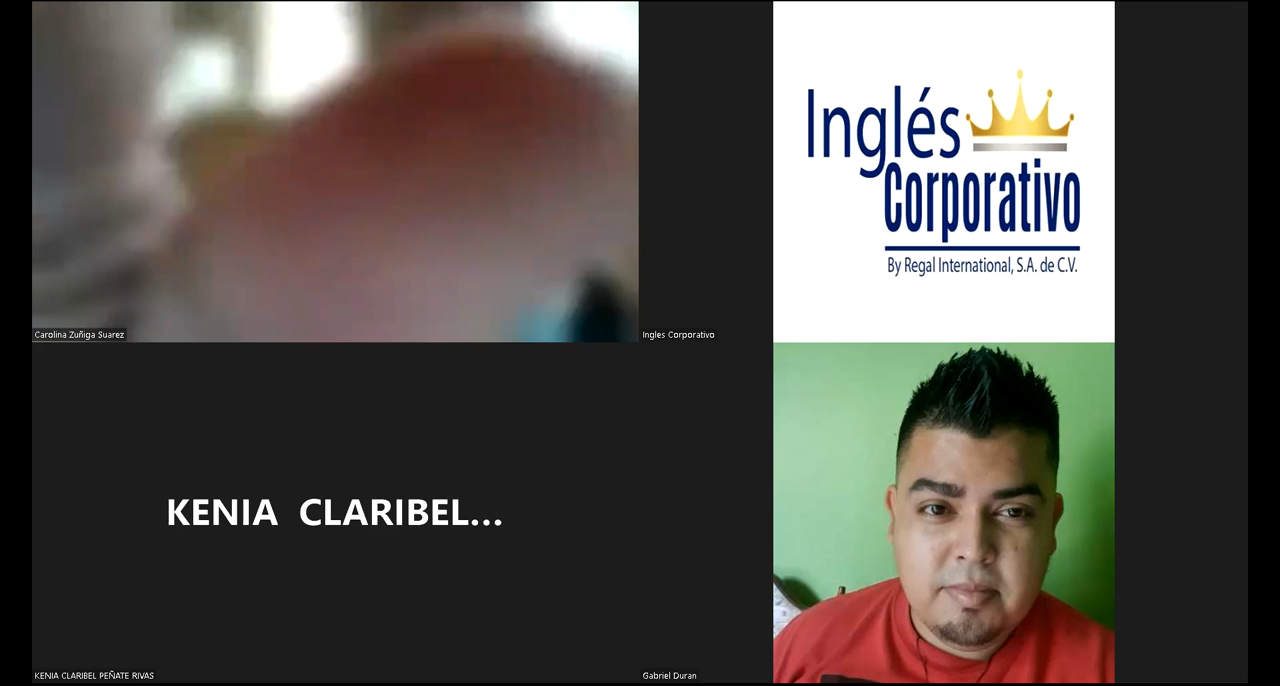 Inglés
Corporativo
By Regal International, S.A. de C.V.
Carolina Zuñiga Suarez
Ingles Corporativo
KENIA CLARIBEL...
KENIA CLARIBEL PEÑATE RIVAS
Gabriel Duran